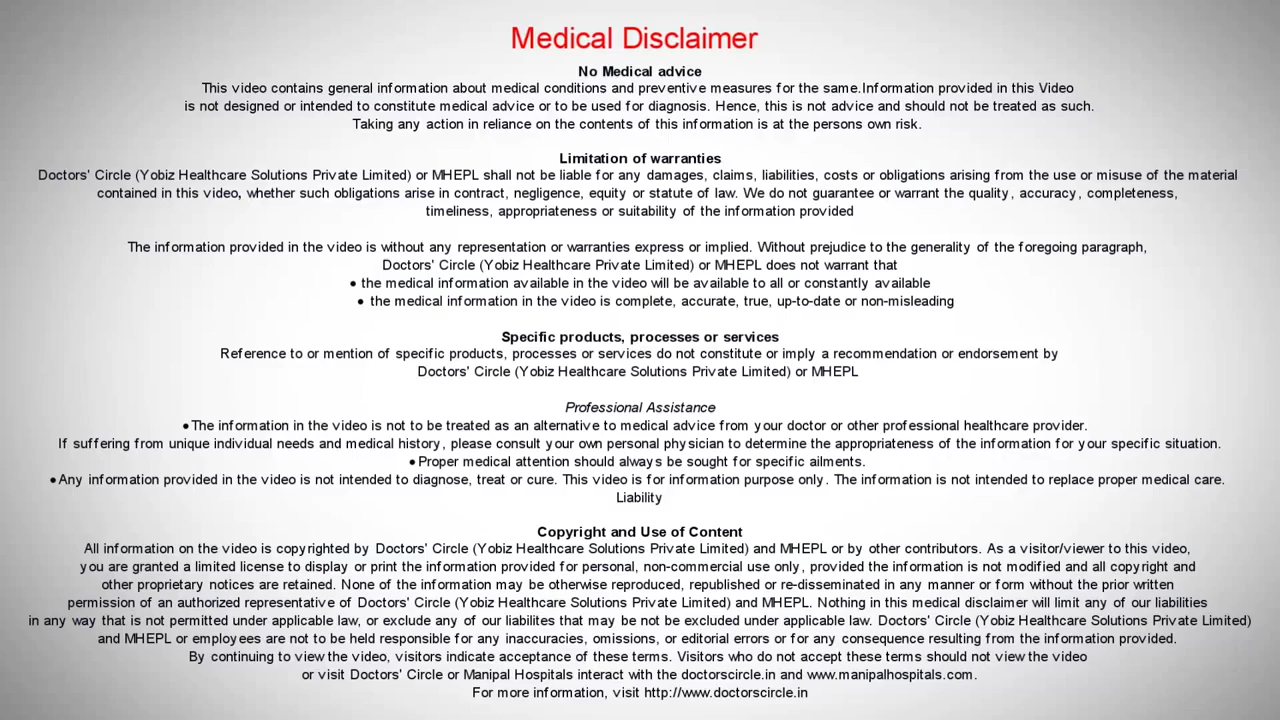 Medical Disclaimer
No Medical advice
This video contains general information about medical conditions and preventive measures for the same.Information provided in this Video
is not designed or intended to constitute medical advice or to be used for diagnosis. Hence, this is not advice and should not be treated as such.
Taking any action in reliance on the contents of this information is at the persons own risk.
Limitation of warranties
Doctors' Circle (Yobiz Healthcare Solutions Private Limited) or MHEPL shall not be liable for any damages, claims, liabilities, costs or obligations arising from the use or misuse of the material
contained in this video, whether such obligations arise in contract, negligence, equity or statute of law. We do not guarantee or warrant the quality, accuracy, completeness,
timeliness, appropriateness or suitability of the information provided
The information provided in the video is without any representation or warranties express or implied. Without prejudice to the generality of the foregoing paragraph,
Doctors' Circle (Yobiz Healthcare Private Limited) or MHEPL does not warrant that
• the medical information available in the video will be available to all or constantly available
• the medical information in the video is complete, accurate, true, up-to-date or non-misleading
Specific products, processes or services
Reference to or mention of specific products, processes or services do not constitute or imply a recommendation or endorsement by
Doctors' Circle (Yobiz Healthcare Solutions Private Limited) or MHEPL
Professional Assistance
•The information in the video is not to be treated as an alternative to medical advice from your doctor or other professional healthcare provider.
If suffering from unique individual needs and medical history, please consult your own personal physician to determine the appropriateness of the information for your specific situation.
•Proper medical attention should always be sought for specific ailments.
•Any information provided in the video is not intended to diagnose, treat or cure. This video is for information purpose only. The information is not intended to replace proper medical care.
Liability
Copyright and Use of Content
All information on the video is copyrighted by Doctors' Circle (Yobiz Healthcare Solutions Private Limited) and MHEPL or by other contributors. As a visitor/viewer to this video,
you are granted a limited license to display or print the information provided for personal, non-commercial use only, provided the information is not modified and all copyright and
other proprietary notices are retained. None of the information may be otherwise reproduced, republished or re-disseminated in any manner or form without the prior written
permission of an authorized representative of Doctors' Circle (Yobiz Healthcare Solutions Private Limited) and MHEPL. Nothing in this medical disclaimer will limit any of our liabilities
in any way that is not permitted under applicable law, or exclude any of our liabilites that may be not be excluded under applicable law. Doctors' Circle (Yobiz Healthcare Solutions Private Limited)
and MHEPL or employees are not to be held responsible for any inaccuracies, omissions, or editorial errors or for any consequence resulting from the information provided.
By continuing to view the video, visitors indicate acceptance of these terms. Visitors who do not accept these terms should not view the video
or visit Doctors' Circle or Manipal Hospitals interact with the doctorscircle.in and www.manipalhospitals.com.
For more information, visit http://www.doctorscircle.in